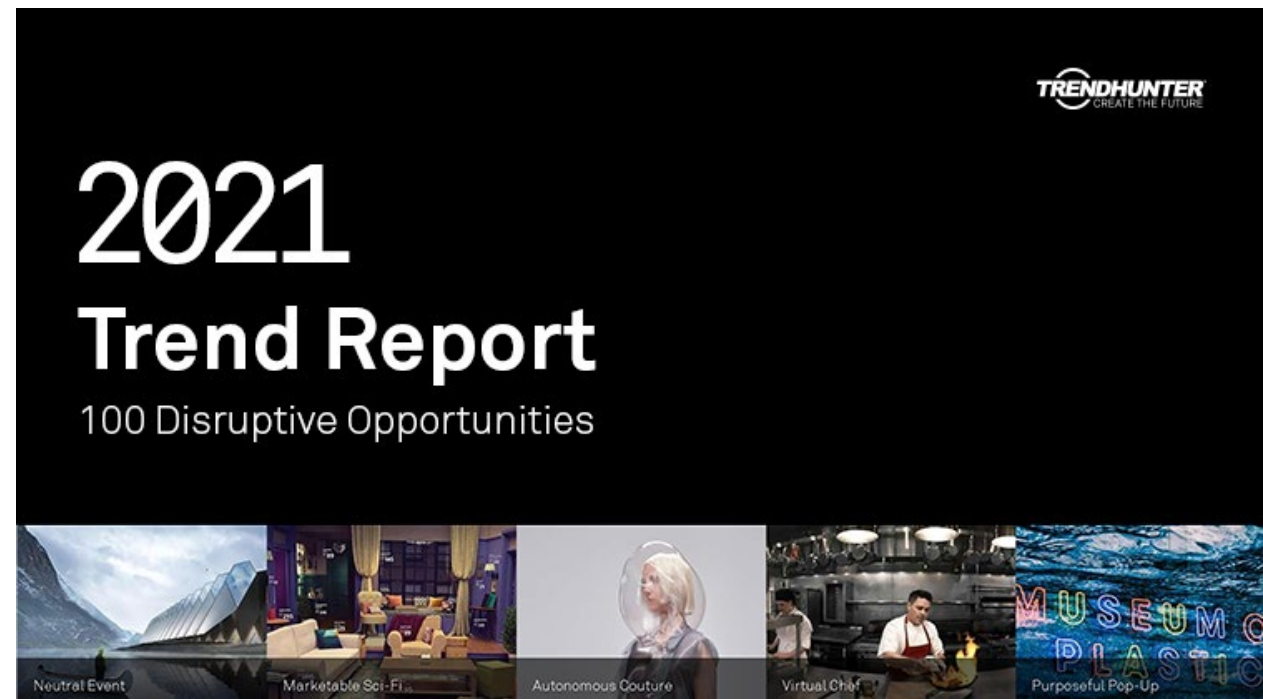 TRENDHUNTER
CREATE THE FUTURE
2021
Trend Report
100 Disruptive Opportunities
MUSEUM O
PLASTIC
Neutral Event
Marketable Sci-Fi
Autonomous Couture
Virtual Chef
Purposeful Pop-Up